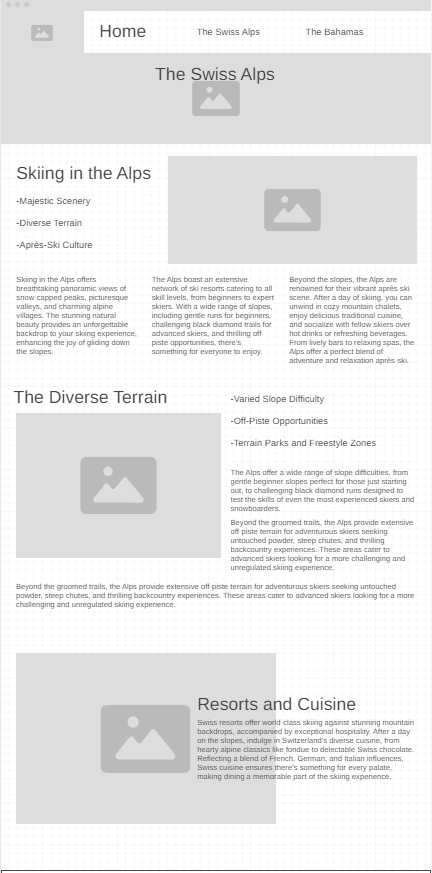 Home
The Swiss Alps
The Bahamas
The Swiss Alps
Skiing in the Alps
-Majestic Scenery
-Diverse Terrain
-Après-Ski Culture
Skiing in the Alps offers
breathtaking panoramic views of
snow-capped peaks, picturesque
valleys, and charming alpine
villages. The stunning natural
beauty provides an unforgettable
backdrop to your skiing experience,
enhancing the joy of gliding down
the slopes.
The Alps boast an extensive
network of ski resorts catering to all
skill levels, from beginners to expert
skiers. With a wide range of slopes,
including gentle runs for beginners,
challenging black diamond trails for
advanced skiers, and thrilling off-
piste opportunities, there's
something for everyone to enjoy.
Beyond the slopes, the Alps are
renowned for their vibrant après-ski
scene. After a day of skiing, you can
unwind in cozy mountain chalets,
enjoy delicious traditional cuisine,
and socialize with fellow skiers over
hot drinks or refreshing beverages.
From lively bars to relaxing spas, the
Alps offer a perfect blend of
adventure and relaxation après-ski.
The Diverse Terrain
-Varied Slope Difficulty
-Off-Piste Opportunities
-Terrain Parks and Freestyle Zones
The Alps offer a wide range of slope difficulties, from
gentle beginner slopes perfect for those just starting
out, to challenging black diamond runs designed to
test the skills of even the most experienced skiers and
snowboarders.
Beyond the groomed trails, the Alps provide extensive
off-piste terrain for adventurous skiers seeking
untouched powder, steep chutes, and thrilling
backcountry experiences. These areas cater to
advanced skiers looking for a more challenging and
unregulated skiing experience.
Beyond the groomed trails, the Alps provide extensive off-piste terrain for adventurous skiers seeking untouched
powder, steep chutes, and thrilling backcountry experiences. These areas cater to advanced skiers looking for a more
challenging and unregulated skiing experience.
Resorts and Cuisine
Swiss resorts offer world-class skiing against stunning mountain
backdrops, accompanied by exceptional hospitality. After a day
on the slopes, indulge in Switzerland's diverse cuisine, from
hearty alpine classics like fondue to delectable Swiss chocolate.
Reflecting a blend of French, German, and Italian influences,
Swiss cuisine ensures there's something for every palate,
making dining a memorable part of the skiing experience.